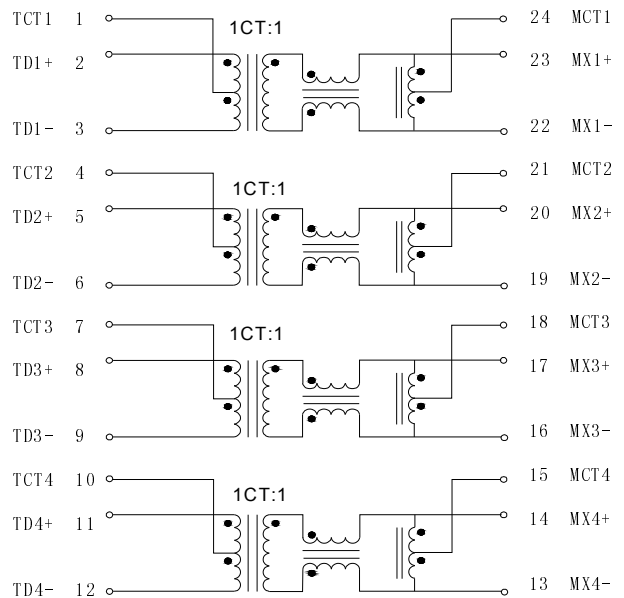 TCT1 1 1CT:1 24 MCT1
TD1+ 2 23 MX1+
TD1- 3 22 MX1-
TCT2 4 1CT:1 21 MCT2
TD2+ 5 20 MX2+
TD2- 6 19 MX2-
TCT3 7 1CT:1 18 MCT3
TD3+ 8 17 MX3+
TD3- 9 16 MX3-
TCT4 10 1CT:1 15 MCT4
TD4+ 11 14 MX4+
TD4- 12 13 MX4-